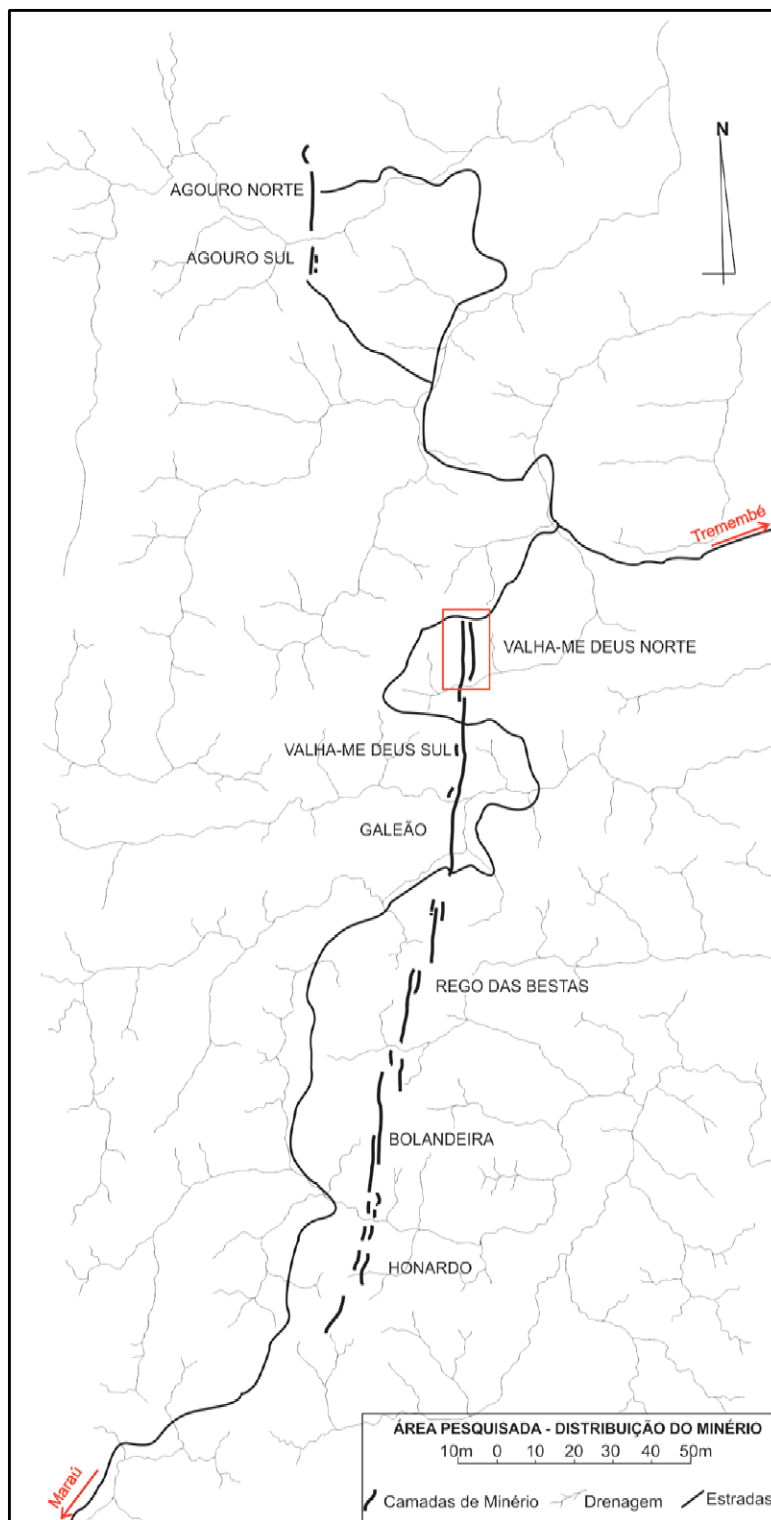 N
AGOURO NORTE
AGOURO SUL
Tremembé
VALHA-ME DEUS NORTE
VALHA-ME DEUS SUL
GALEÃO
REGO DAS BESTAS
BOLANDEIRA
HONARDO
ÁREA PESQUISADA - DISTRIBUIÇÃO DO MINÉRIO
10m 0 10 20 30 40 50m
Camadas de Minério Drenagem Estradas
Maraú